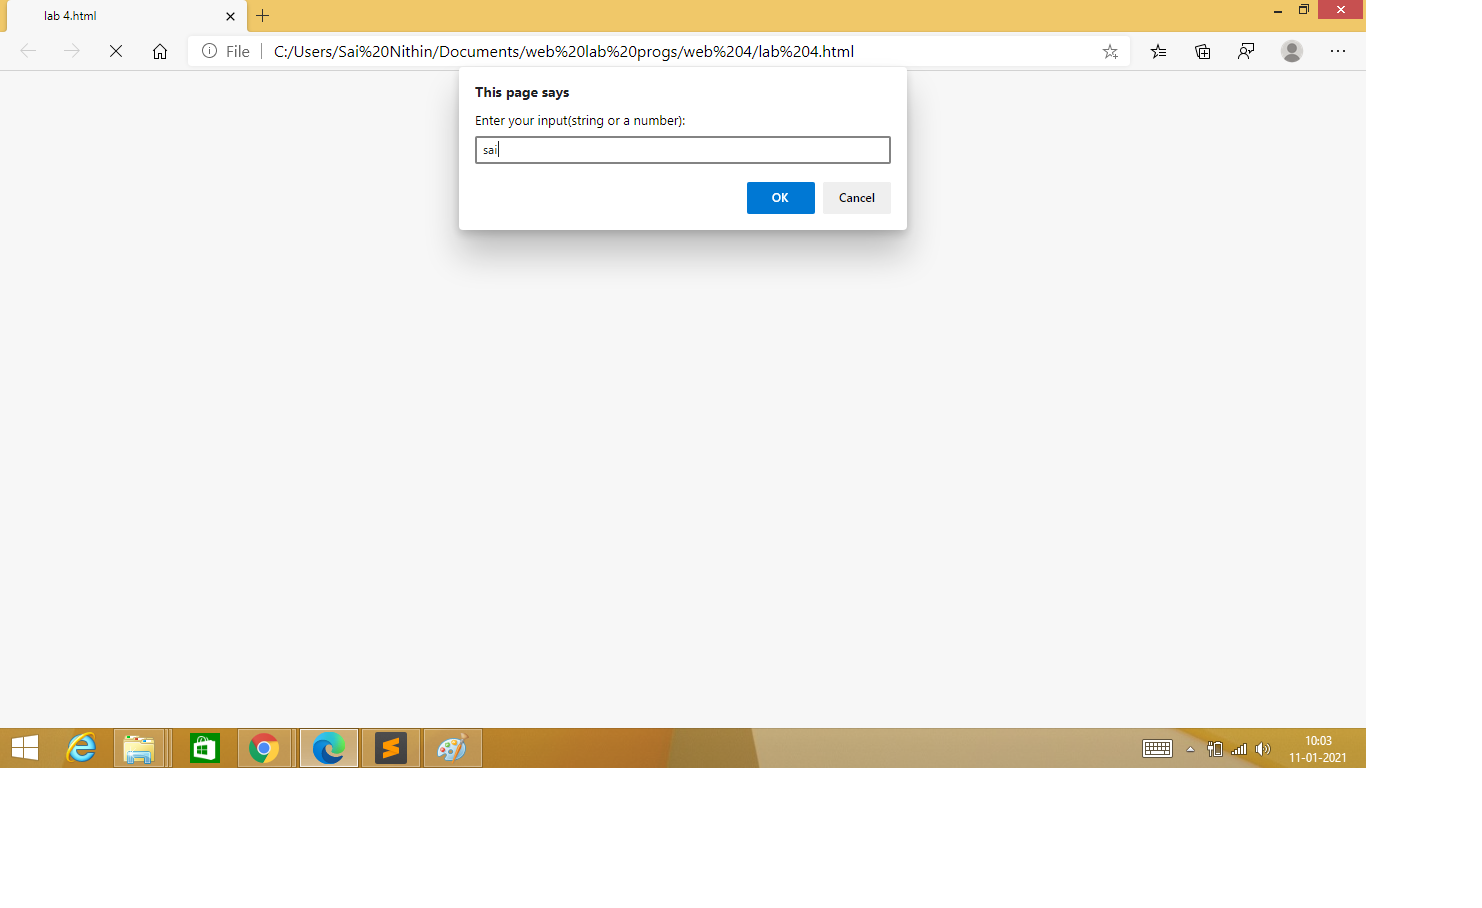 lab 4.html
File
C:/Users/Sai%20Nithin/Documents/web%20lab%20progs/web%204/lab%204.html
This page says
Enter your input(string or a number):
sai
OK
Cancel
10:03
11-01-2021